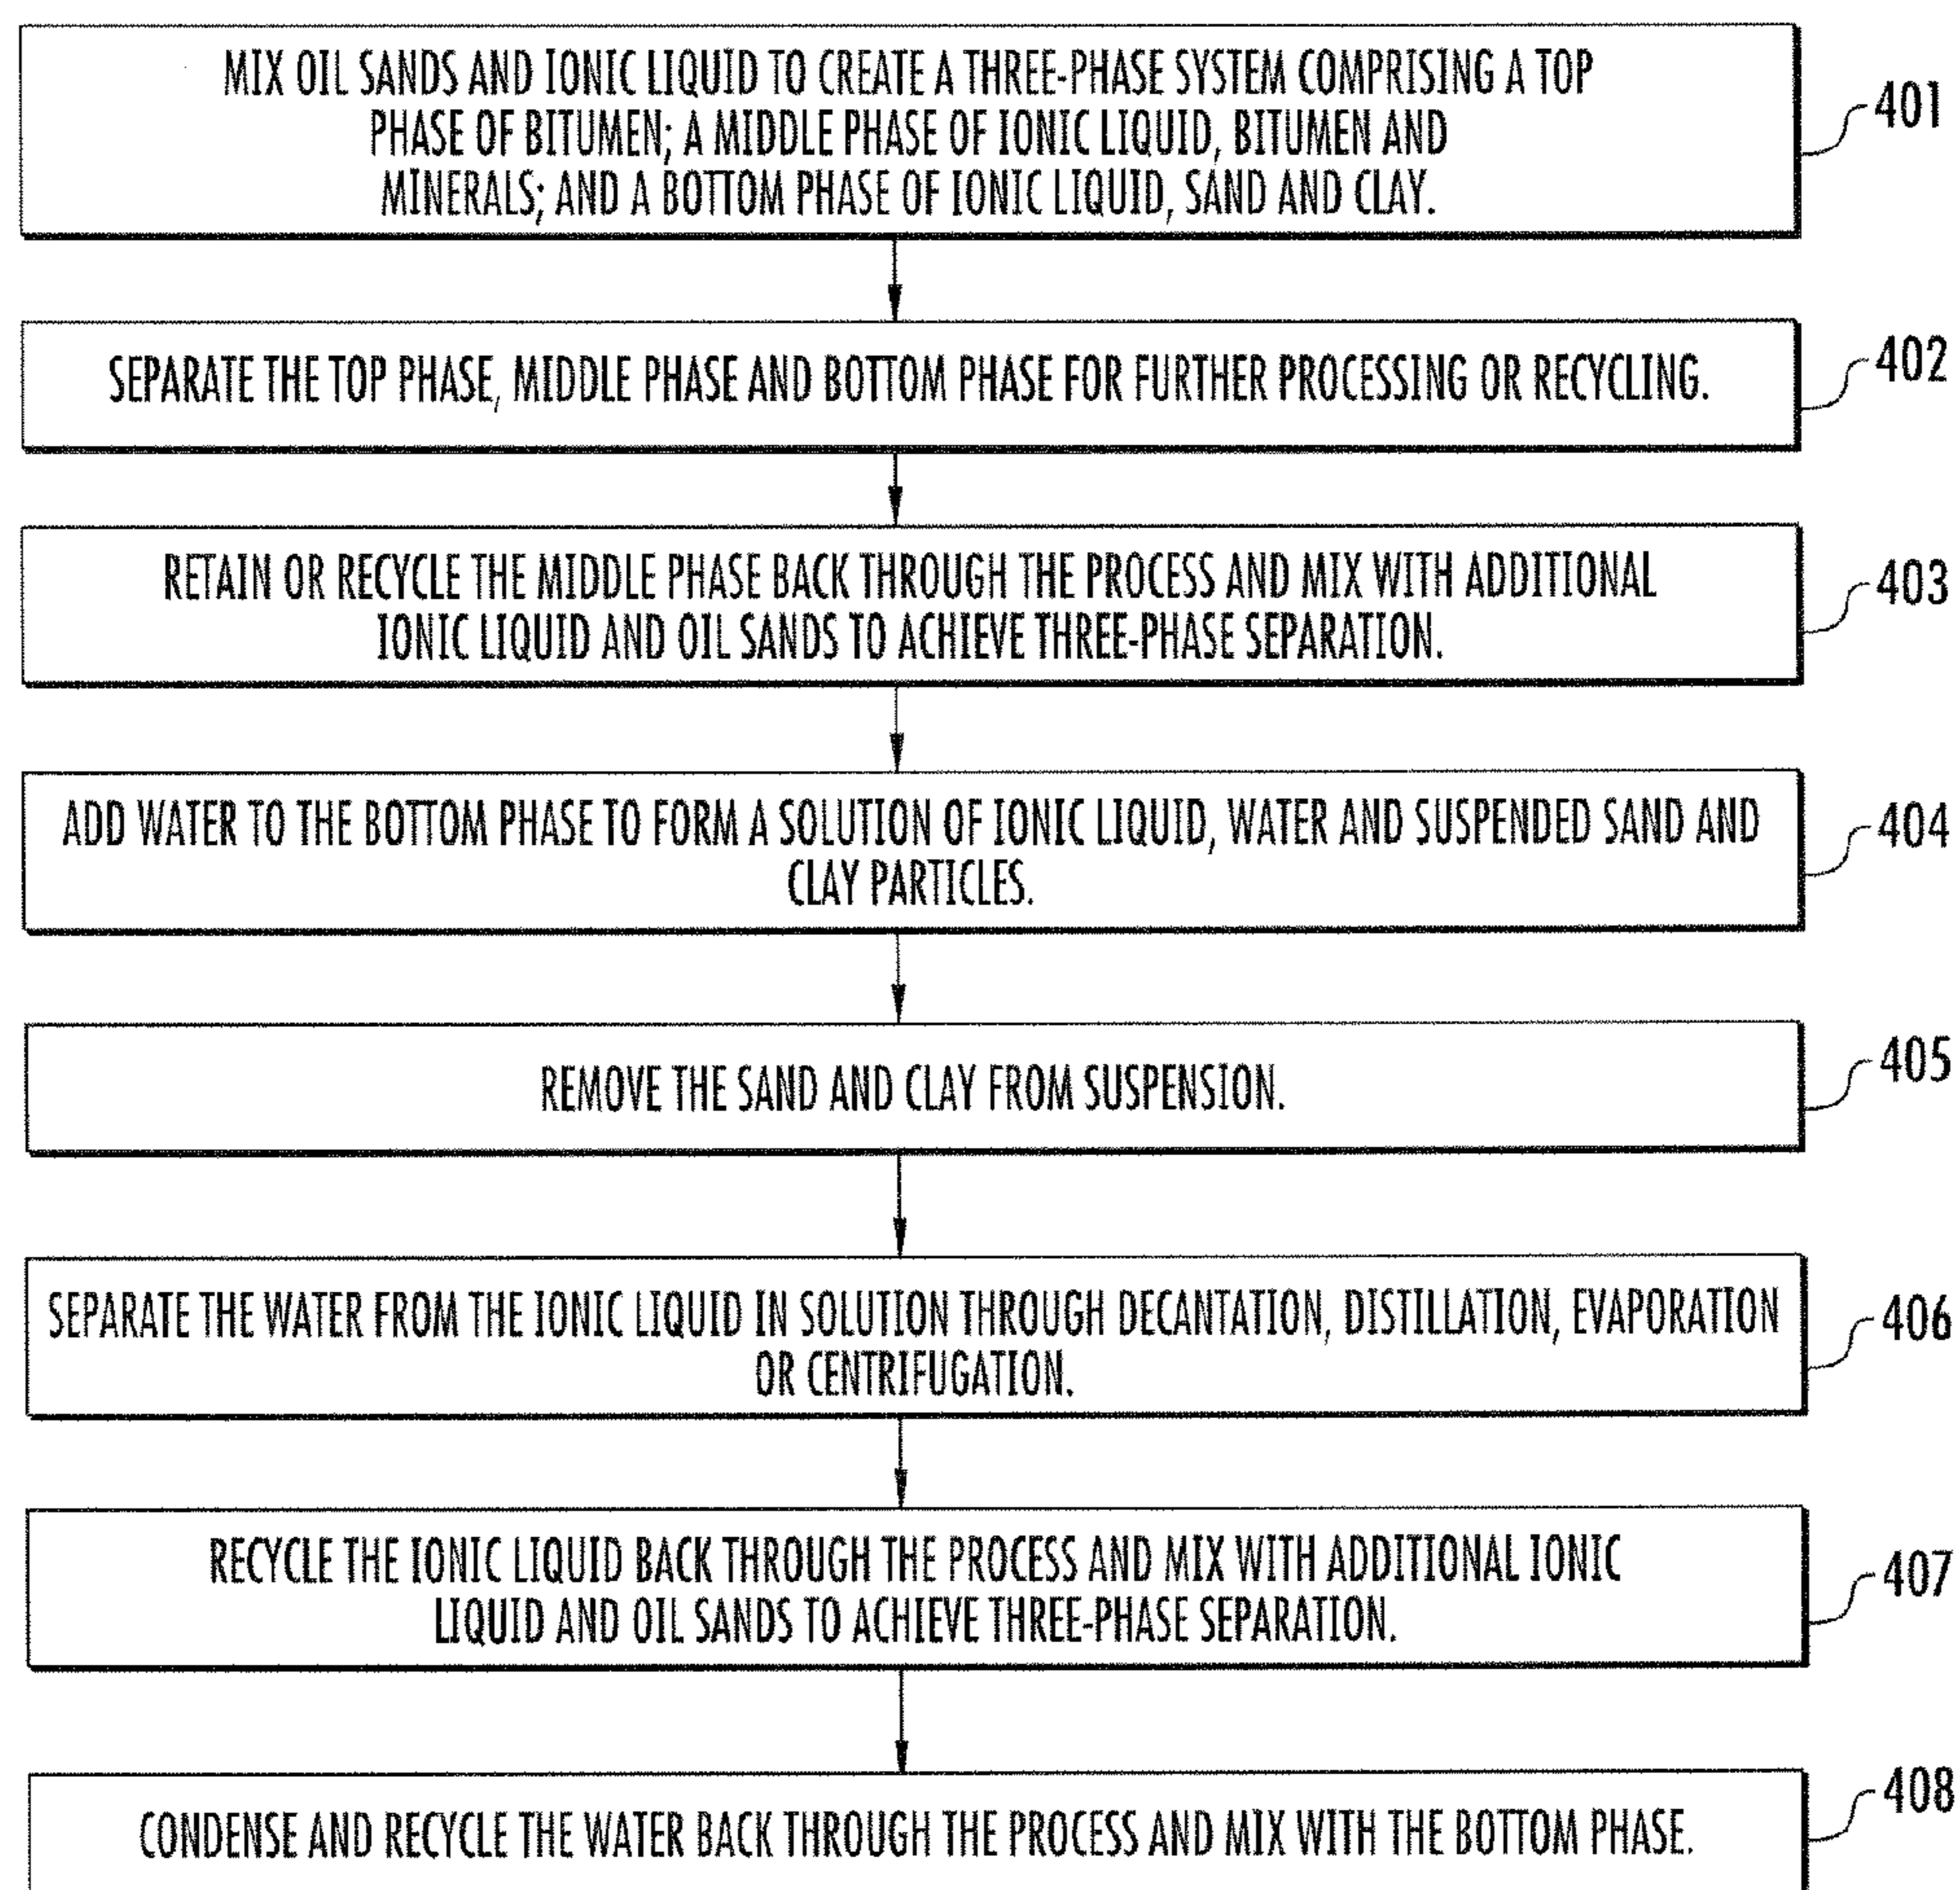 MIX OIL SANDS AND IONIC LIQUID TO CREATE A THREE-PHASE SYSTEM COMPRISING A TOP
PHASE OF BITUMEN; A MIDDLE PHASE OF IONIC LIQUID, BITUMEN AND
MINERALS; AND A BOTTOM PHASE OF IONIC LIQUID, SAND AND CLAY.
401
SEPARATE THE TOP PHASE, MIDDLE PHASE AND BOTTOM PHASE FOR FURTHER PROCESSING OR RECYCLING.
402
RETAIN OR RECYCLE THE MIDDLE PHASE BACK THROUGH THE PROCESS AND MIX WITH ADDITIONAL
IONIC LIQUID AND OIL SANDS TO ACHIEVE THREE-PHASE SEPARATION.
403
ADD WATER TO THE BOTTOM PHASE TO FORM A SOLUTION OF IONIC LIQUID, WATER AND SUSPENDED SAND AND
CLAY PARTICLES.
404
REMOVE THE SAND AND CLAY FROM SUSPENSION.
405
SEPARATE THE WATER FROM THE IONIC LIQUID IN SOLUTION THROUGH DECANTATION, DISTILLATION, EVAPORATION
OR CENTRIFUGATION.
406
RECYCLE THE IONIC LIQUID BACK THROUGH THE PROCESS AND MIX WITH ADDITIONAL IONIC
LIQUID AND OIL SANDS TO ACHIEVE THREE-PHASE SEPARATION.
407
CONDENSE AND RECYCLE THE WATER BACK THROUGH THE PROCESS AND MIX WITH THE BOTTOM PHASE.
408